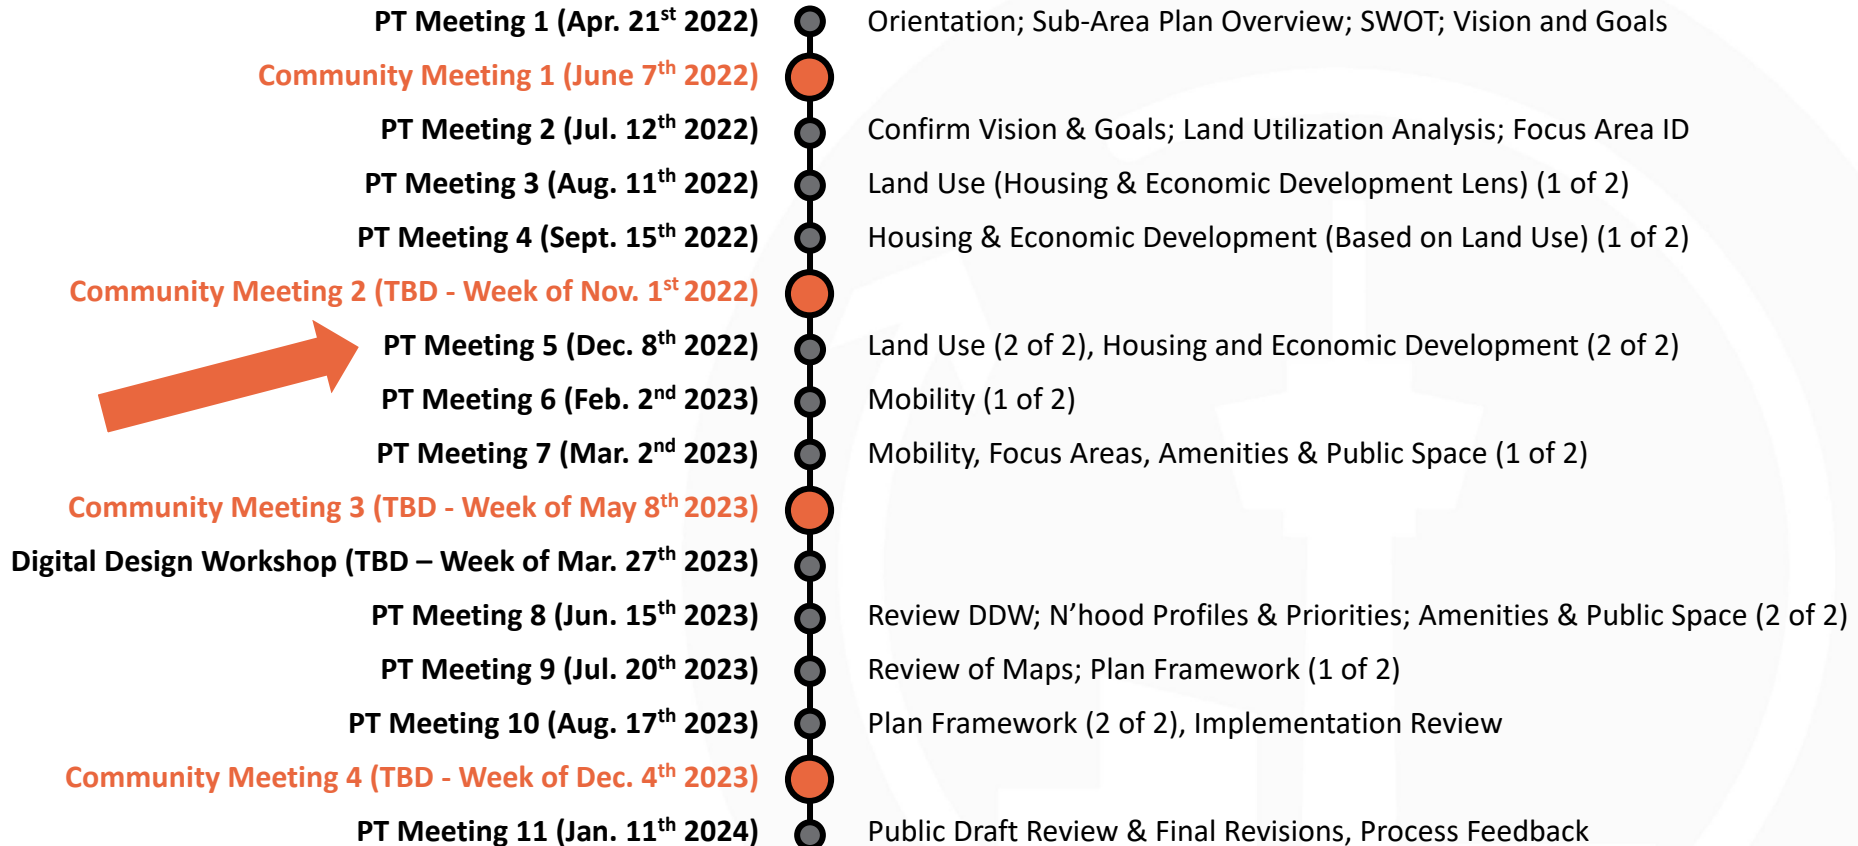 PT Meeting 1 (Apr. 21st 2022) Orientation; Sub-Area Plan Overview; SWOT; Vision and Goals
Community Meeting 1 (June 7th 2022)
PT Meeting 2 (Jul. 12th 2022) Confirm Vision & Goals; Land Utilization Analysis; Focus Area ID
PT Meeting 3 (Aug. 11th 2022) Land Use (Housing & Economic Development Lens) (1 of 2)
PT Meeting 4 (Sept. 15th 2022) Housing & Economic Development (Based on Land Use) (1 of 2)
Community Meeting 2 (TBD - Week of Nov. 1st 2022)
PT Meeting 5 (Dec. 8th 2022) Land Use (2 of 2), Housing and Economic Development (2 of 2)
PT Meeting 6 (Feb. 2nd 2023) Mobility (1 of 2)
PT Meeting 7 (Mar. 2nd 2023) Mobility, Focus Areas, Amenities & Public Space (1 of 2)
Community Meeting 3 (TBD - Week of May 8th 2023)
Digital Design Workshop (TBD – Week of Mar. 27th 2023)
PT Meeting 8 (Jun. 15th 2023) Review DDW; N’hood Profiles & Priorities; Amenities & Public Space (2 of 2)
PT Meeting 9 (Jul. 20th 2023) Review of Maps; Plan Framework (1 of 2)
PT Meeting 10 (Aug. 17th 2023) Plan Framework (2 of 2), Implementation Review
Community Meeting 4 (TBD - Week of Dec. 4th 2023)
PT Meeting 11 (Jan. 11th 2024) Public Draft Review & Final Revisions, Process Feedback